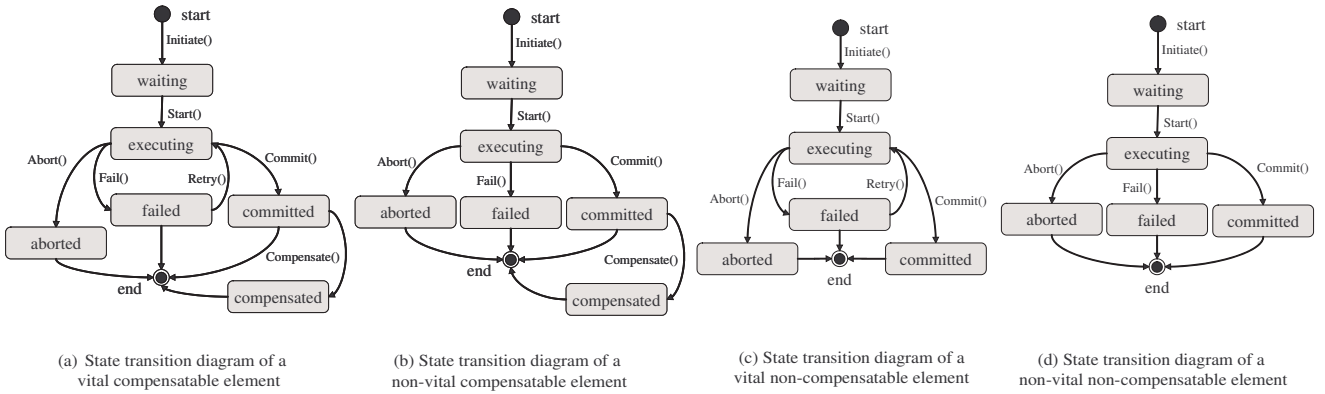 start
Initiate()
waiting
Start()
executing
Abort()
Fail()
Retry()
Commit()
failed
committed
aborted
Compensate()
end
compensated
(a) State transition diagram of a
vital compensatable element
start
Initiate()
waiting
Start()
executing
Abort()
Fail()
Commit()
aborted
failed
committed
end
Compensate()
compensated
(b) State transition diagram of a
non-vital compensatable element
start
Initiate()
waiting
Start()
executing
Abort()
Fail()
Retry()
Commit()
failed
aborted
committed
end
(c) State transition diagram of a
vital non-compensatable element
start
Initiate()
waiting
Start()
executing
Abort()
Fail()
Commit()
aborted
failed
committed
end
(d) State transition diagram of a
non-vital non-compensatable element